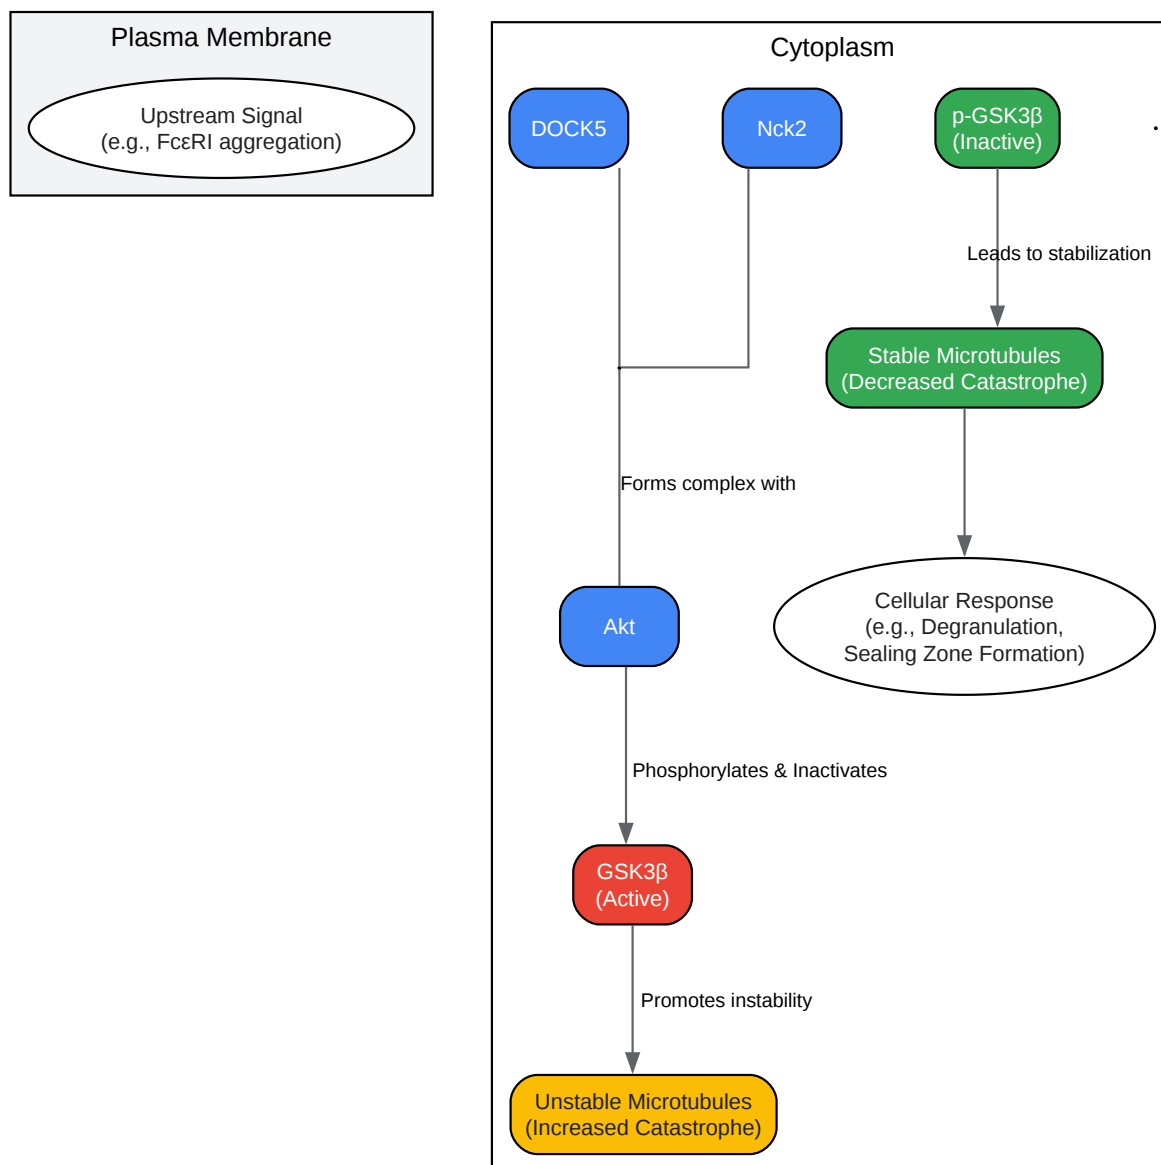 Plasma Membrane
Upstream Signal
(e.g., FcεRI aggregation)
Cytoplasm
DOCK5
Nck2
p-GSK3β
(Inactive)
Leads to stabilization
Stable Microtubules
(Decreased Catastrophe)
Forms complex with
Akt
Cellular Response
(e.g., Degranulation,
Sealing Zone Formation)
Phosphorylates & Inactivates
GSK3β
(Active)
Promotes instability
Unstable Microtubules
(Increased Catastrophe)